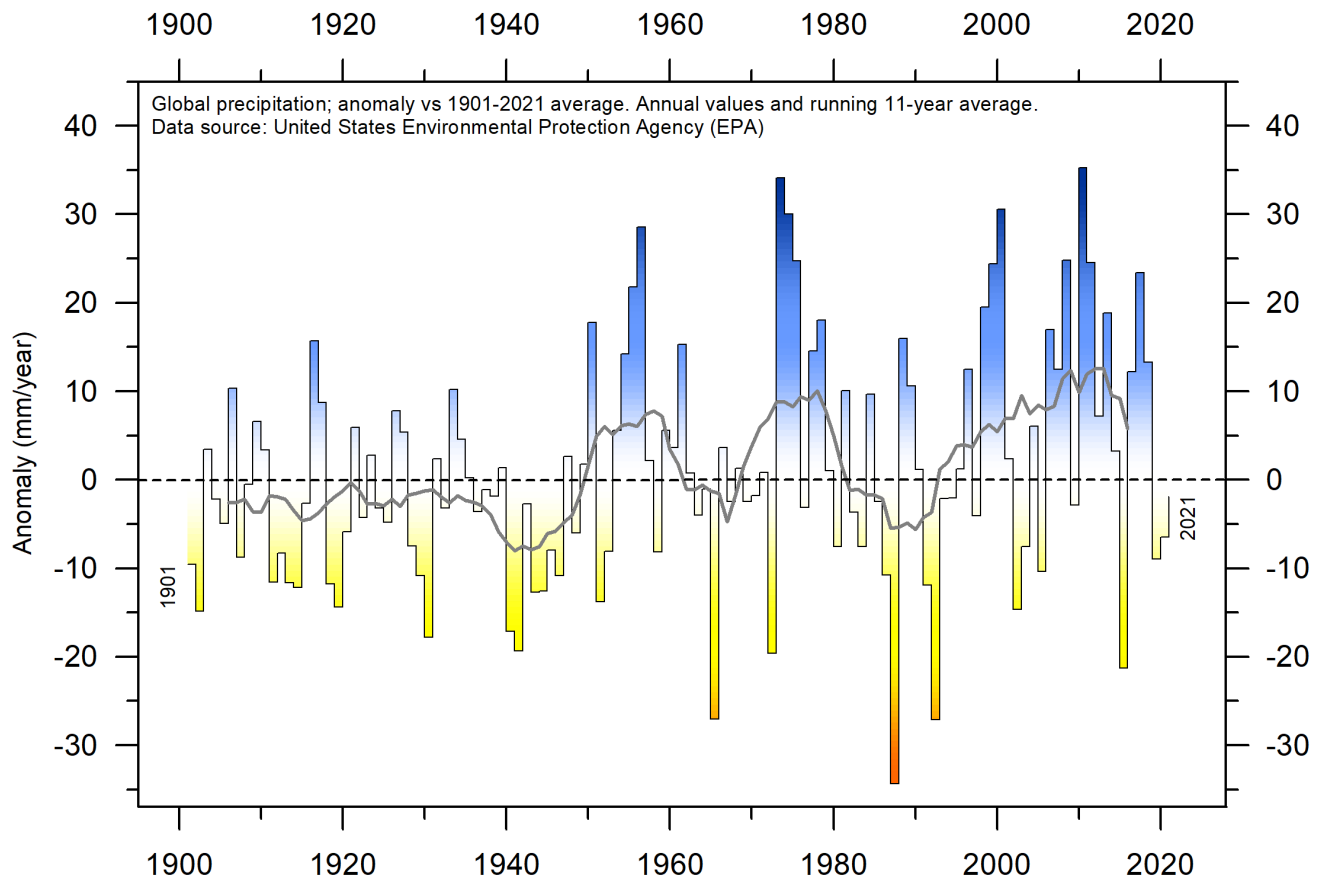 1900 1920 1940 1960 1980 2000 2020
Global precipitation; anomaly vs 1901-2021 average. Annual values and running 11-year average.
Data source: United States Environmental Protection Agency (EPA)
40 40
30 30
20 20
10 10
0 0
-10 -10
-20 -20
-30 -30
Anomaly (mm/year)
1901
2021
1900 1920 1940 1960 1980 2000 2020